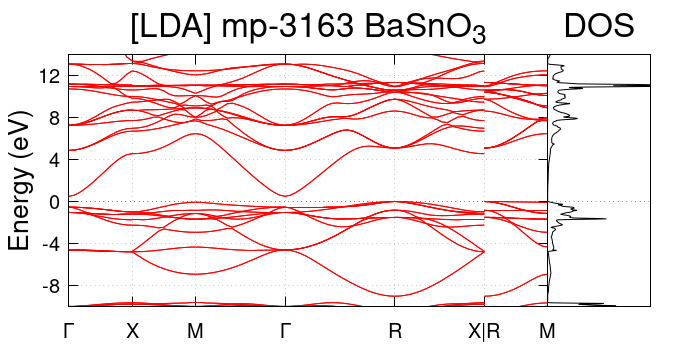 [LDA] mp-3163 BaSnO₃ DOS
12
8
4
0
-4
-8
Energy (eV)
Γ X M Γ R X|R M